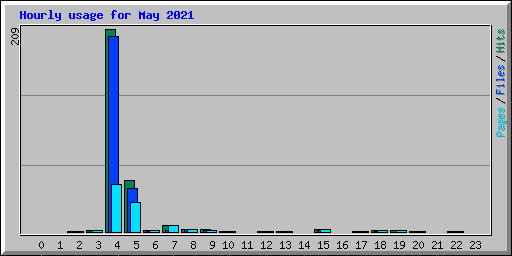 Hourly usage for May 2021
209
Pages/Files/Hits
0 1 2 3 4 5 6 7 8 9 10 11 12 13 14 15 16 17 18 19 20 21 22 23